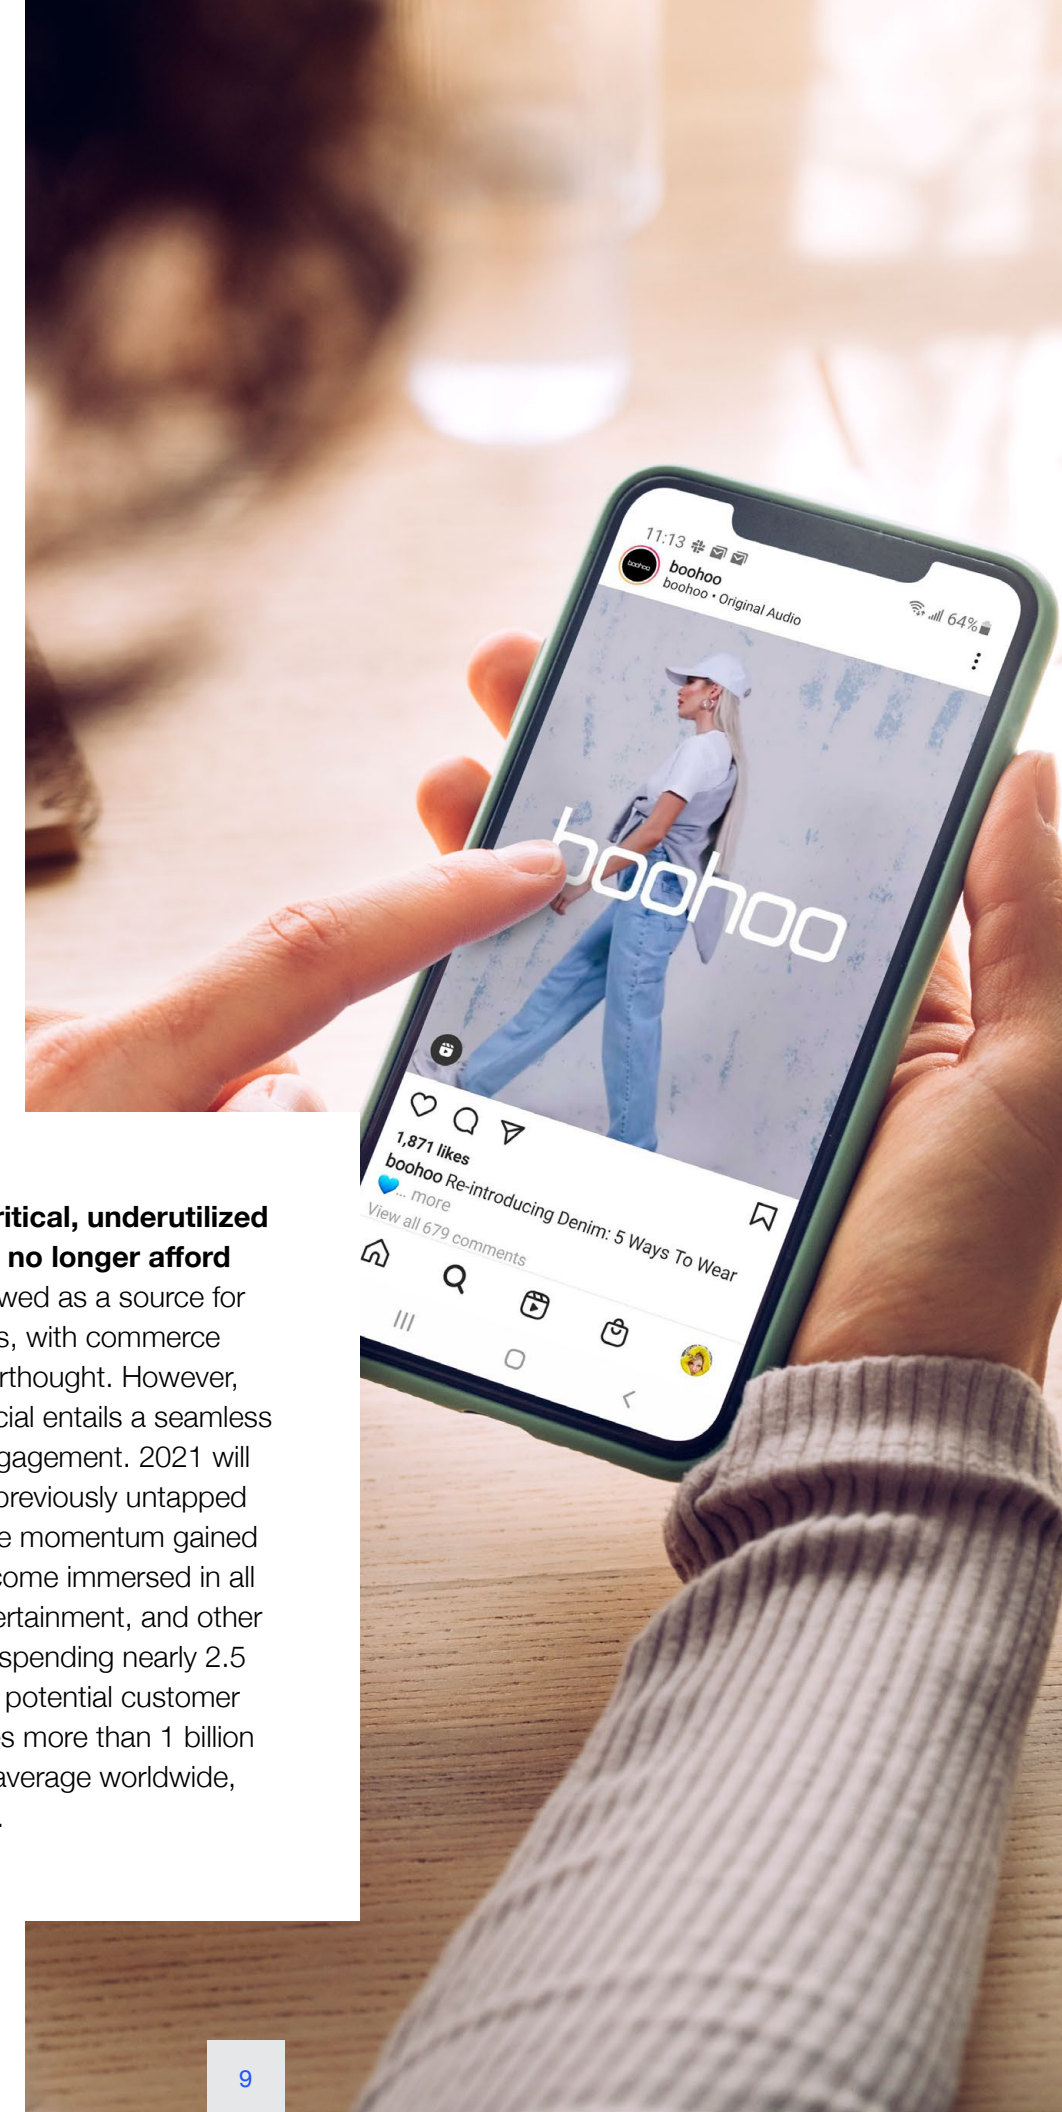 11:13
64%
boohoo
boohoo
boohoo • Original Audio
boohoo
1,871 likes
boohoo Re-introducing Denim: 5 Ways To Wear
💙... more
View all 679 comments
ritical, underutilized
no longer afford
wed as a source for
s, with commerce
rthought. However,
cial entails a seamless
gagement. 2021 will
previously untapped
e momentum gained
come immersed in all
ertainment, and other
spending nearly 2.5
potential customer
s more than 1 billion
average worldwide,
.
9